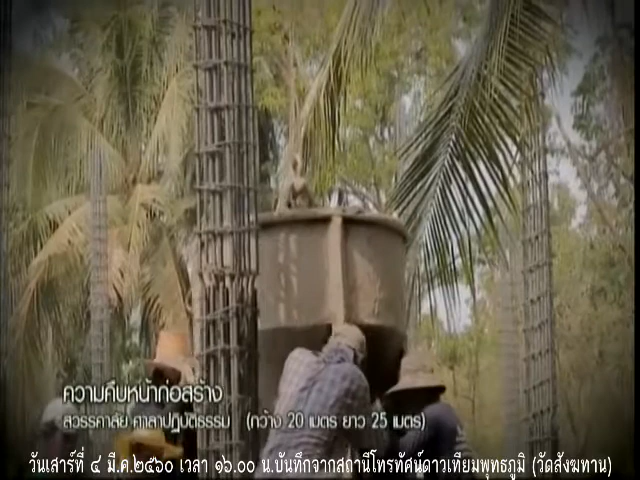 ความคืบหน้าก่อสร้าง
สวรรคาลัย ศาลาปฏิบัติธรรม (กว้าง 20 เมตร ยาว 25 เมตร)
วันเสาร์ที่ ๔ มี.ค.๒๕๖๐ เวลา ๑๖.๐๐ น.บันทึกจากสถานีโทรทัศน์ดาวเทียมพุทธภูมิ (วัดสังฆทาน)